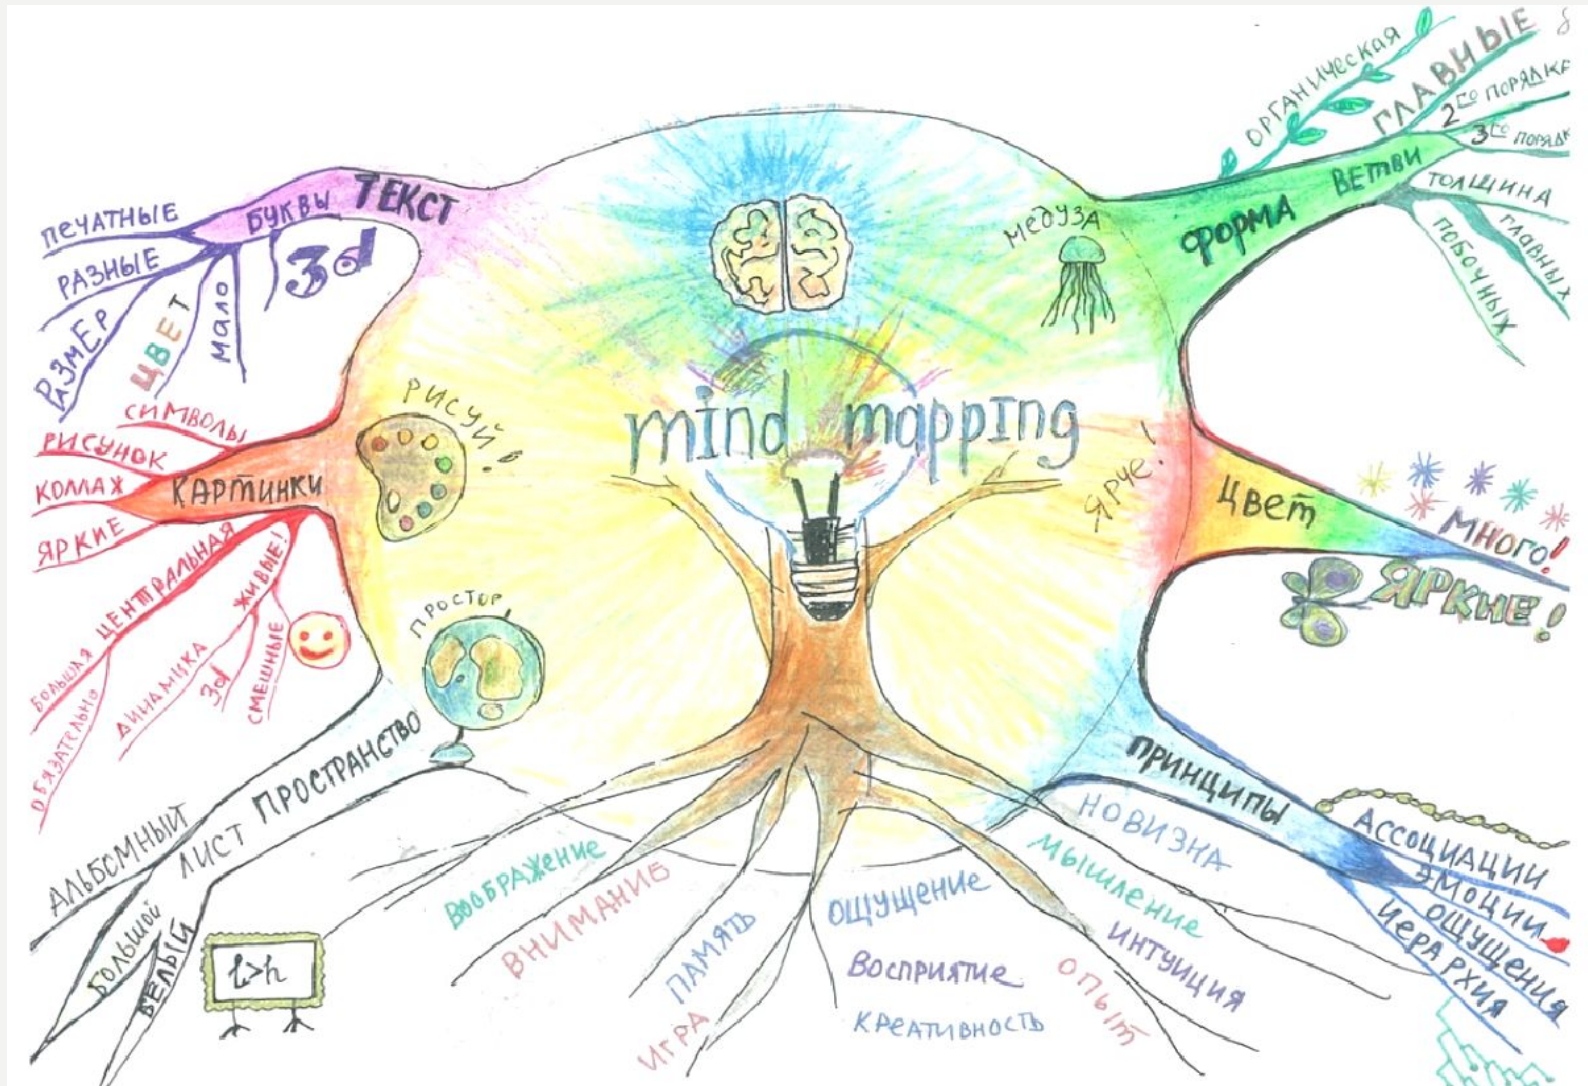 mind mapping
ТЕКСТ
БУКВЫ
ПЕЧАТНЫЕ
РАЗНЫЕ
РАЗМЕР
ЦВЕТ
МАЛО
3d
КАРТИНКИ
СИМВОЛЫ
РИСУНОК
КОЛЛАЖ
ЯРКИЕ
ЦЕНТРАЛЬНАЯ
БОЛЬШАЯ
ОБЯЗАТЕЛЬНО
ЖИВЫЕ!
ДИНАМИКА
3d
СМЕШНЫЕ
РИСУЙ!
ПРОСТОР
ПРОСТРАНСТВО
ЛИСТ
АЛЬБОМНЫЙ
БОЛЬШОЙ
БЕЛЫЙ
L>h
МЕДУЗА
ФОРМА
ВЕТВИ
ОРГАНИЧЕСКАЯ
ГЛАВНЫЕ
2ГО ПОРЯДКА
3ГО ПОРЯДК
ТОЛЩИНА
ГЛАВНЫХ
ПОБОЧНЫХ
ЯРЧЕ!
ЦВЕТ
МНОГО!
ЯРКИЕ!
ПРИНЦИПЫ
АССОЦИАЦИИ
ЭМОЦИИ
ОЩУЩЕНИЯ
ИЕРАРХИЯ
ВООБРАЖЕНИЕ
ВНИМАНИЕ
ПАМЯТЬ
ИГРА
ОЩУЩЕНИЕ
ВОСПРИЯТИЕ
КРЕАТИВНОСТЬ
НОВИЗНА
МЫШЛЕНИЕ
ИНТУИЦИЯ
ОПЫТ